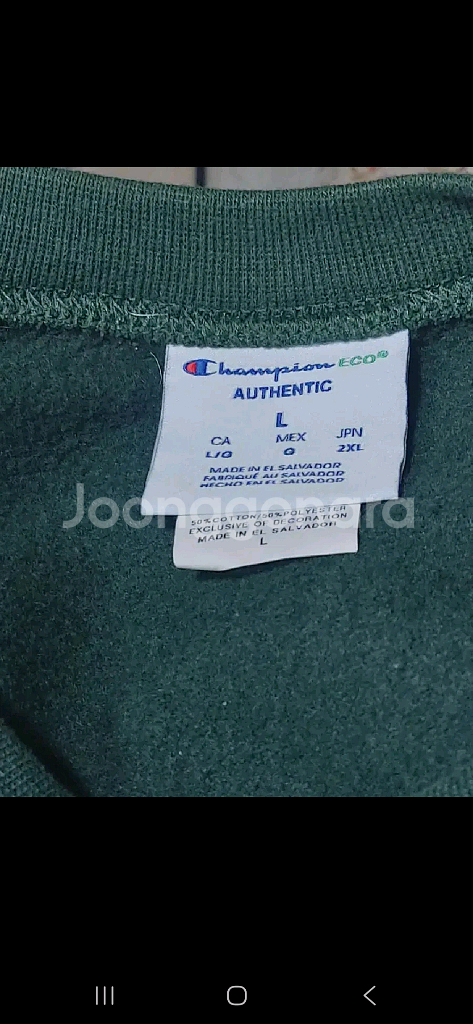 Champion ECO®
AUTHENTIC
L
CA MEX JPN
L/G G 2XL
MADE IN EL SALVADOR
FABRIQUÉ AU SALVADOR
HECHO EN EL SALVADOR
Joonggonara
50%COTTON/50%POLYESTER
EXCLUSIVE OF DECORATION
MADE IN EL SALVADOR
L